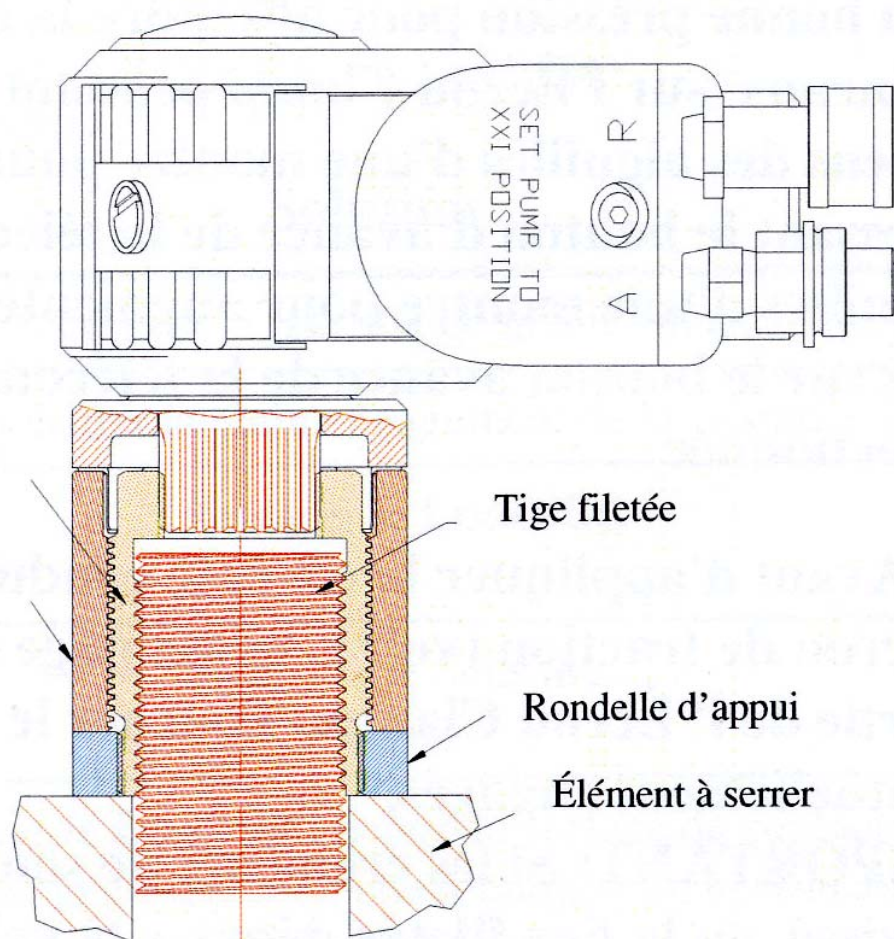 SET PUMP TO
XXI POSITION
R
A
Tige filetée
Rondelle d'appui
Élément à serrer